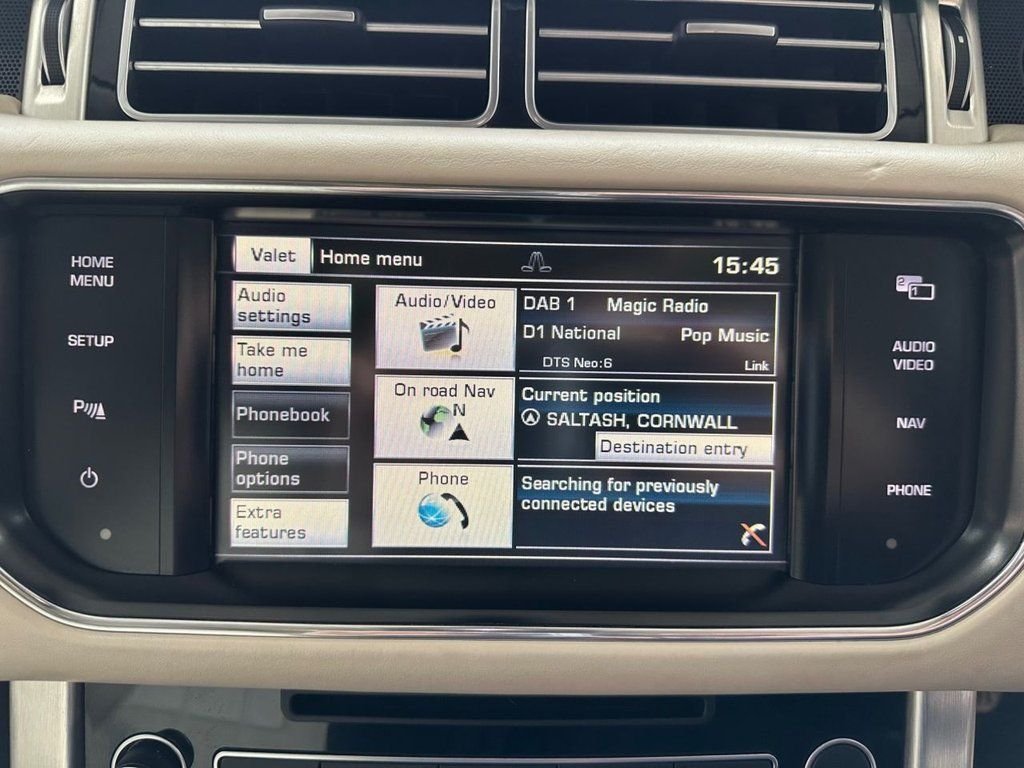 HOME
MENU
SETUP
P
Valet
Home menu
15:45
Audio
settings
Take me
home
Phonebook
Phone
options
Extra
features
Audio/Video
On road Nav
N
Phone
DAB 1 Magic Radio
D1 National Pop Music
DTS Neo:6 Link
Current position
SALTASH, CORNWALL
Destination entry
Searching for previously
connected devices
2
1
AUDIO
VIDEO
NAV
PHONE